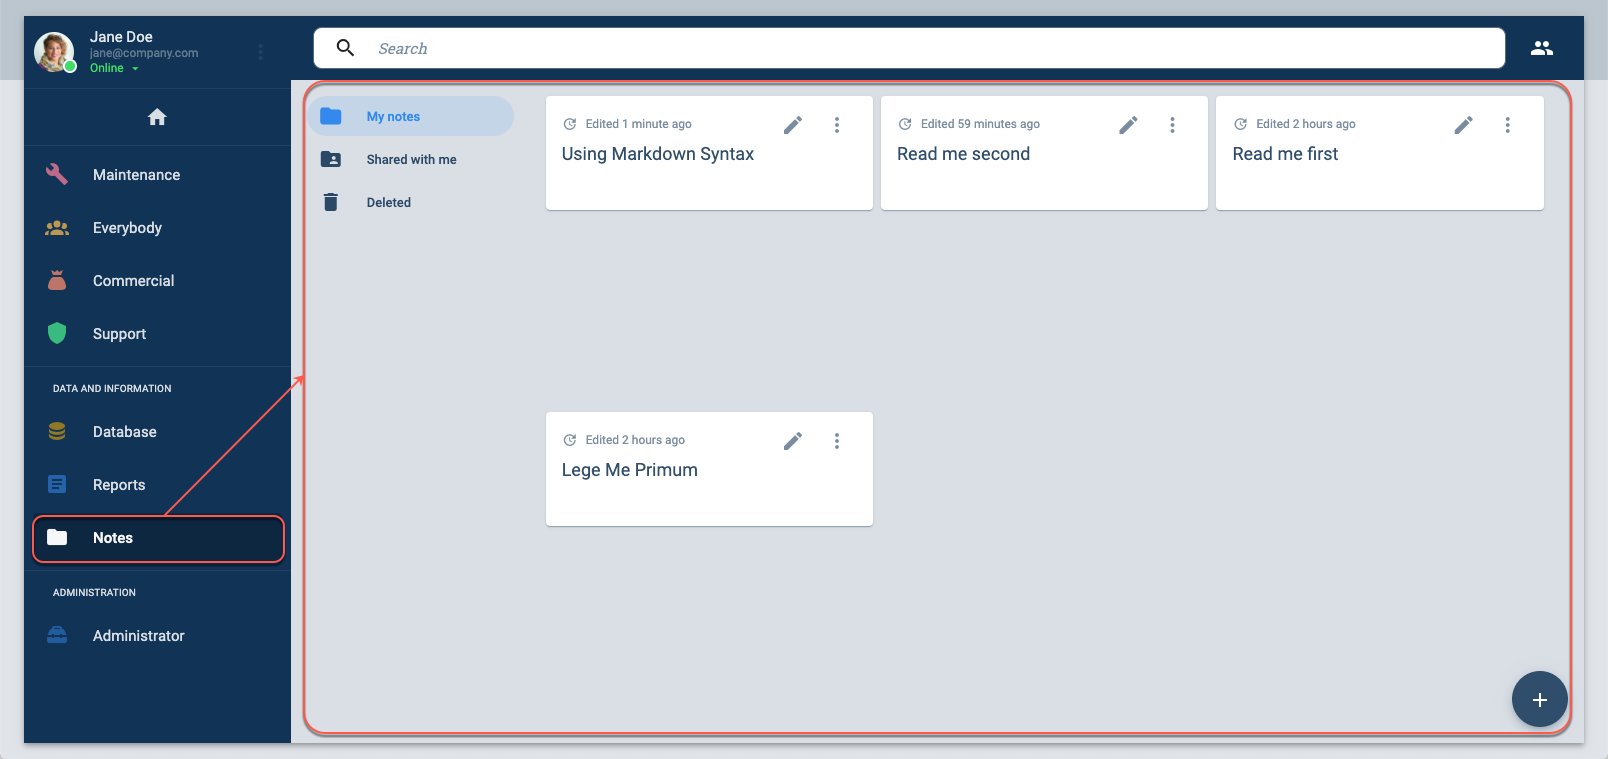 Jane Doe
jane@company.com
Online
Search
Maintenance
Everybody
Commercial
Support
DATA AND INFORMATION
Database
Reports
Notes
ADMINISTRATION
Administrator
My notes
Shared with me
Deleted
Edited 1 minute ago
Using Markdown Syntax
Edited 59 minutes ago
Read me second
Edited 2 hours ago
Read me first
Edited 2 hours ago
Lege Me Primum